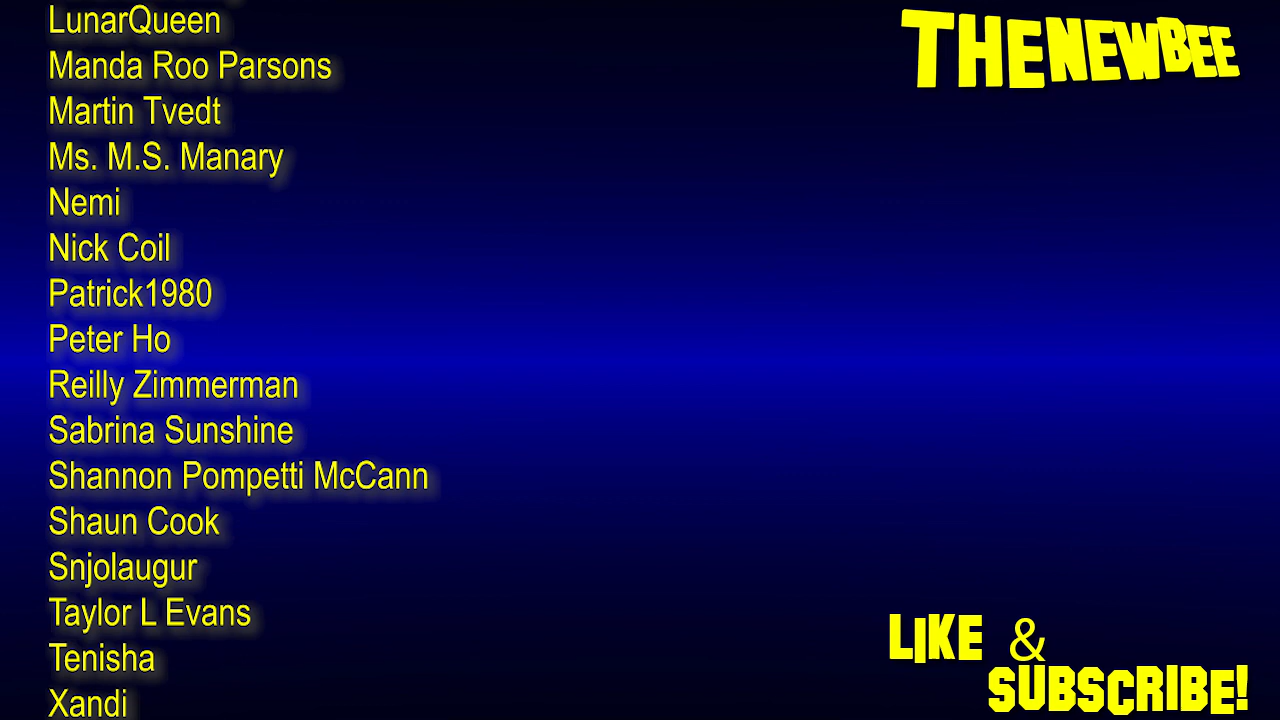 LunarQueen
Manda Roo Parsons
Martin Tvedt
Ms. M.S. Manary
Nemi
Nick Coil
Patrick1980
Peter Ho
Reilly Zimmerman
Sabrina Sunshine
Shannon Pompetti McCann
Shaun Cook
Snjolaugur
Taylor L Evans
Tenisha
Xandi
THENEWBEE
LIKE &
SUBSCRIBE!